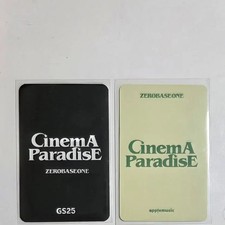 CinemA
ParadisE
ZEROBASEONE
GS25
ZEROBASEONE
CinemA
ParadisE
applemusic